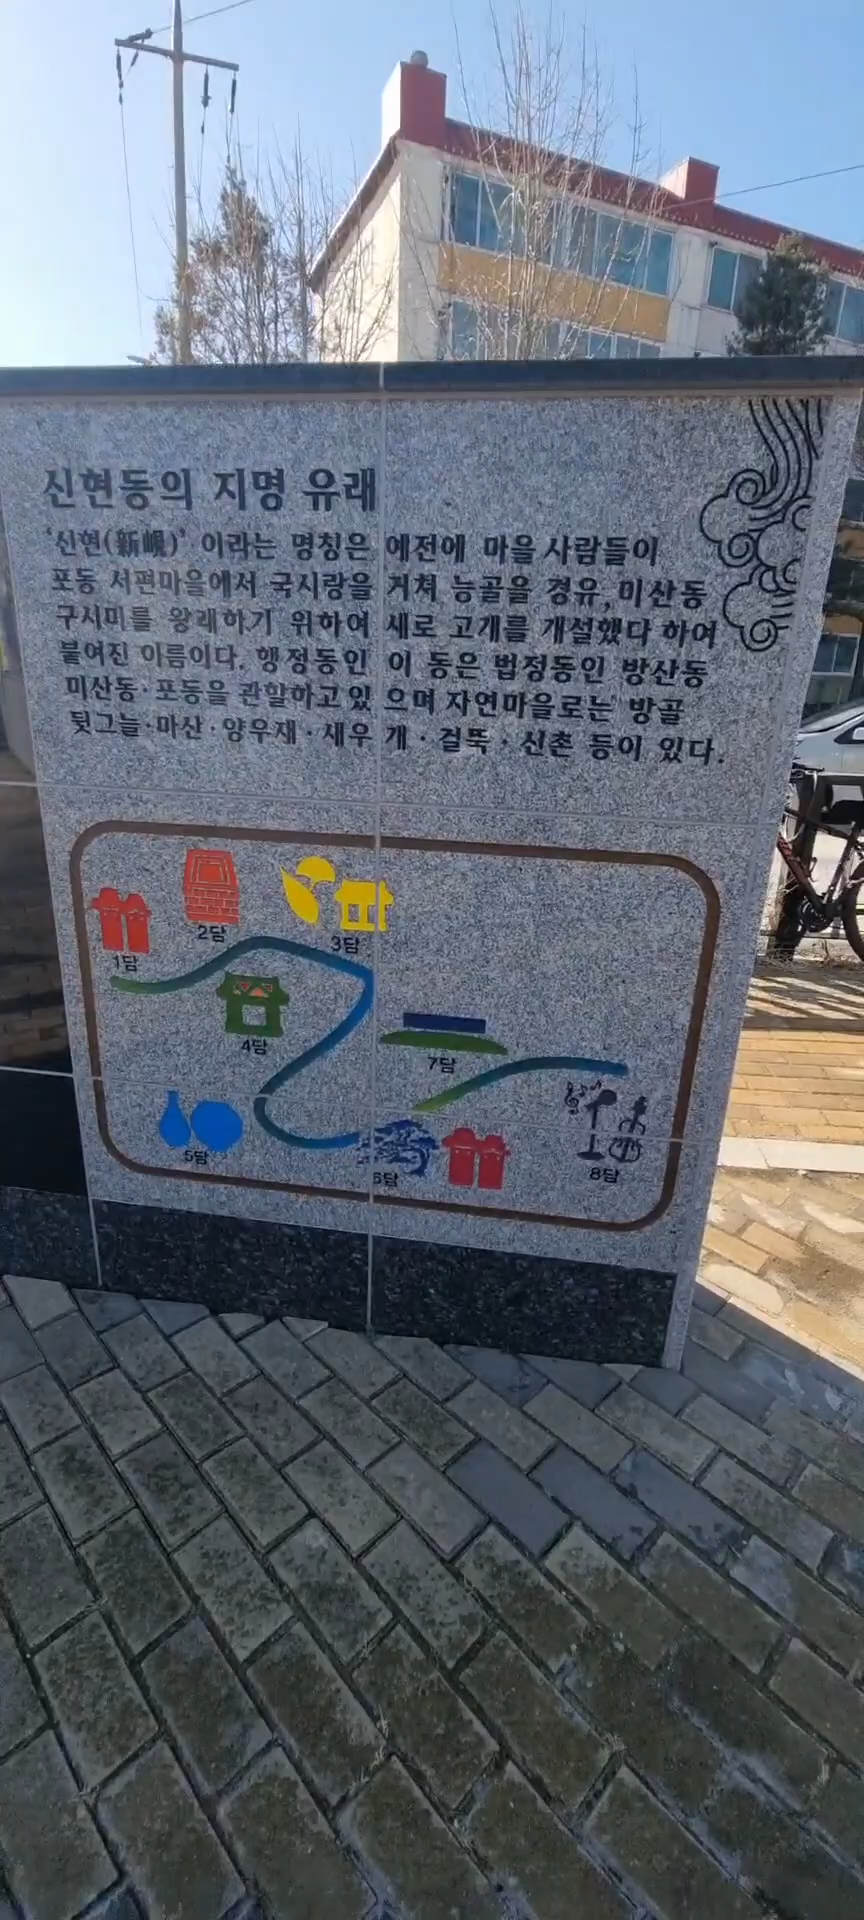 신현동의 지명 유래
'신현(新峴)' 이라는 명칭은 예전에 마을 사람들이
포동 서편마을에서 국시랑을 거쳐 능골을 경유, 미산동
구시미를 왕래하기 위하여 새로 고개를 개설했다 하여
붙여진 이름이다. 행정동인 이 동은 법정동인 방산동
미산동·포동을 관할하고 있으며 자연마을로는 방골
뒷그늘·마산·양우재·새우개·걸뚝·신촌 등이 있다.
1담
2담
3담
4담
7담
5담
6담
8담